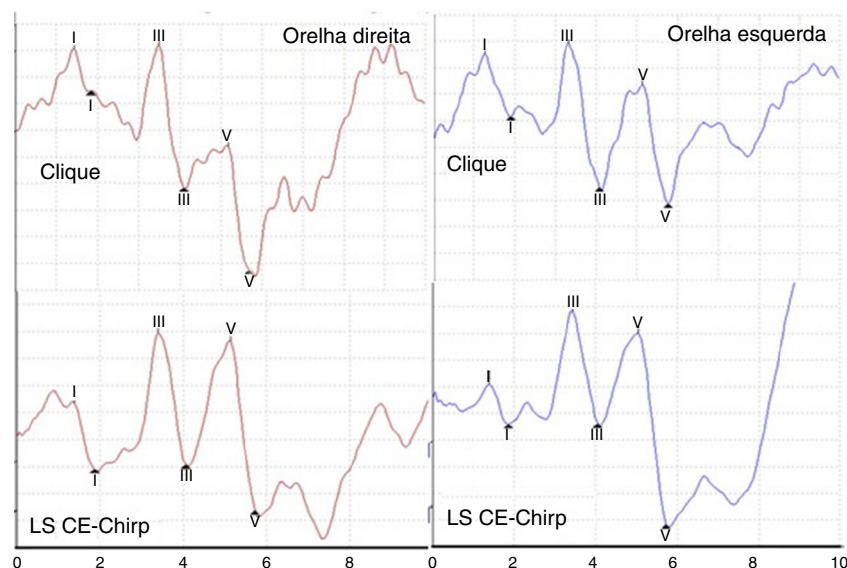 Orelha direita
I
III
V
I
III
V
Clique
Orelha esquerda
I
III
V
I
III
V
Clique
I
III
V
I
III
V
LS CE-Chirp
I
III
V
I
III
V
LS CE-Chirp
0 2 4 6 8
0 2 4 6 8 10